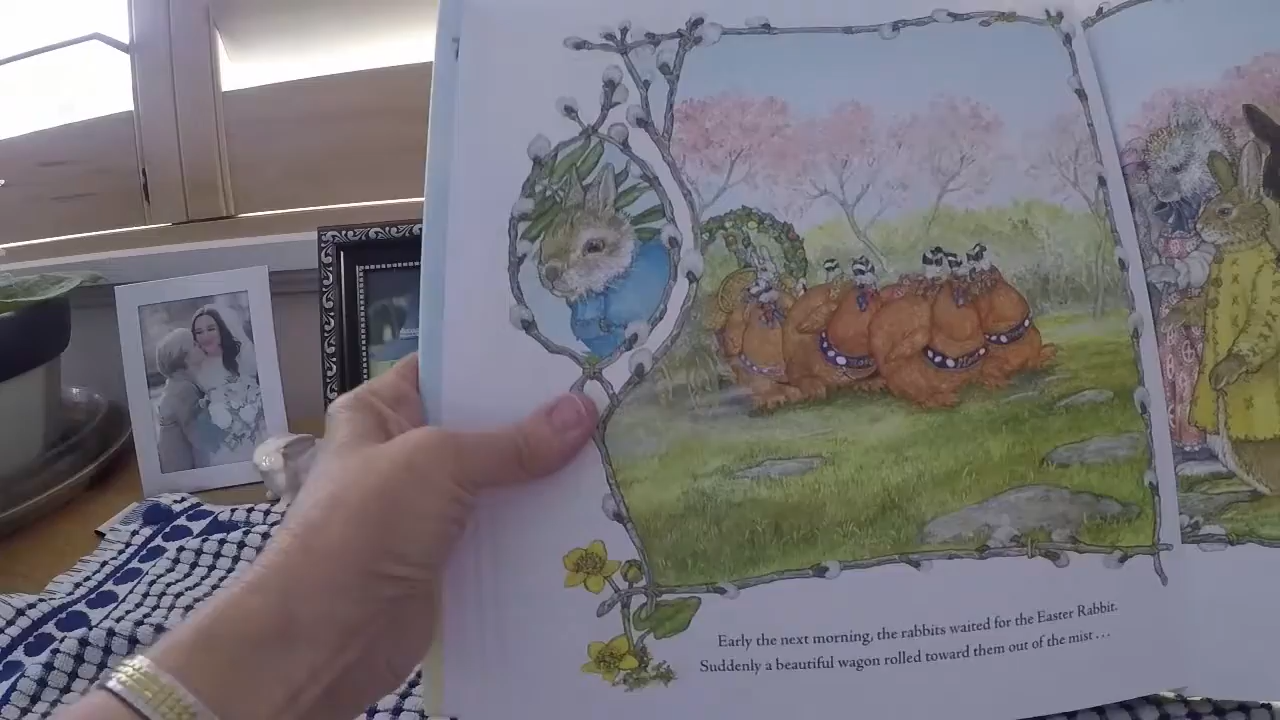 Early the next morning, the rabbits waited for the Easter Rabbit.
Suddenly a beautiful wagon rolled toward them out of the mist . . .